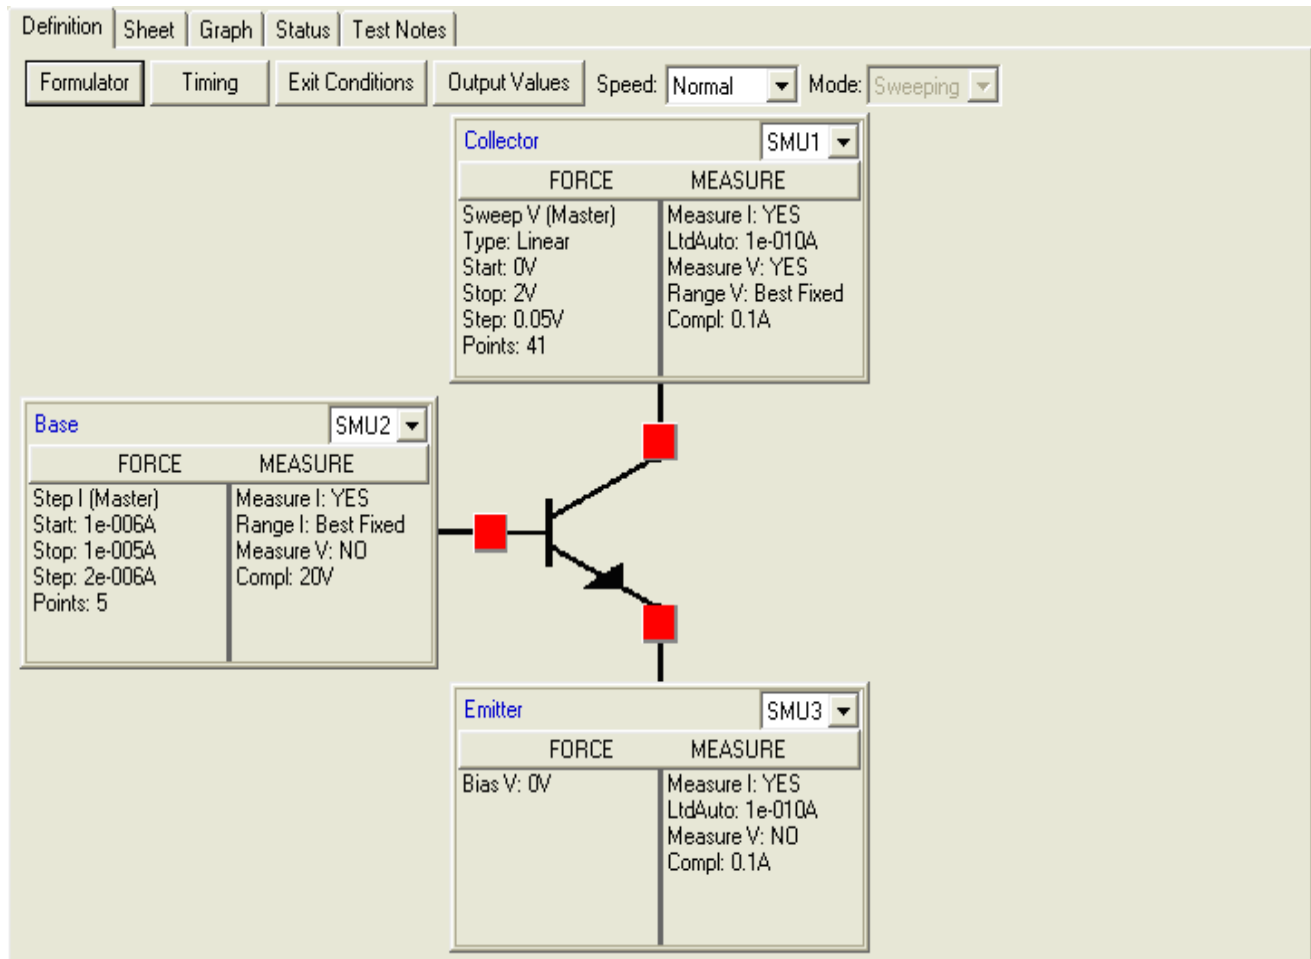 Definition Sheet Graph Status Test Notes
Formulator Timing Exit Conditions Output Values Speed: Normal Mode: Sweeping
Collector SMU1
FORCE MEASURE
Sweep V (Master) Measure I: YES
Type: Linear LtdAuto: 1e-010A
Start: 0V Measure V: YES
Stop: 2V Range V: Best Fixed
Step: 0.05V Compl: 0.1A
Points: 41
Base SMU2
FORCE MEASURE
Step I (Master) Measure I: YES
Start: 1e-006A Range I: Best Fixed
Stop: 1e-005A Measure V: NO
Step: 2e-006A Compl: 20V
Points: 5
Emitter SMU3
FORCE MEASURE
Bias V: 0V Measure I: YES
LtdAuto: 1e-010A
Measure V: NO
Compl: 0.1A